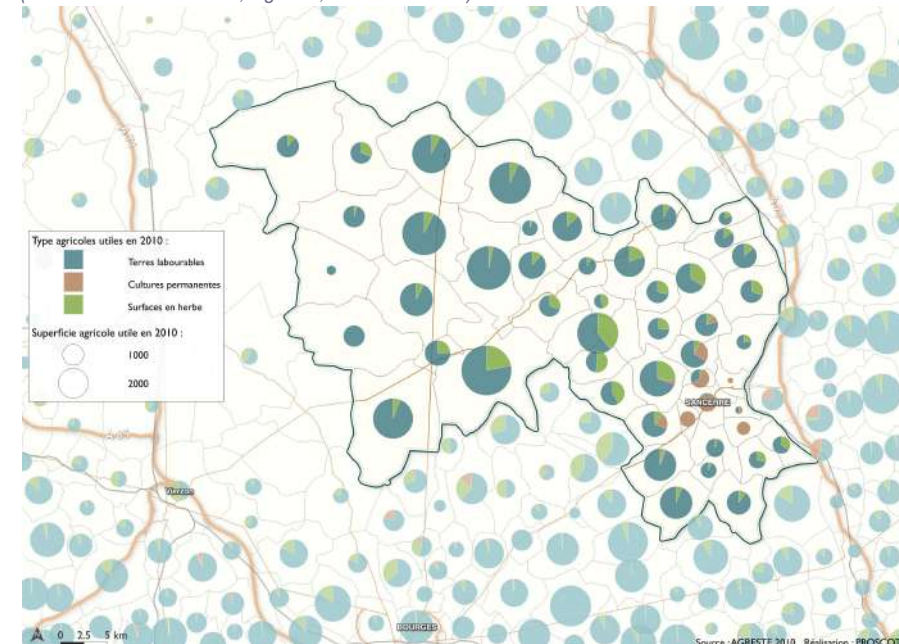 Type agricoles utiles en 2010 :
Terres labourables
Cultures permanentes
Surfaces en herbe
Superficie agricole utile en 2010 :
1000
2000
SANCERRE
Vierzon
BOURGES
0 2.5 5 km
Source : AGRESTE 2010 Réalisation : PROSCOT